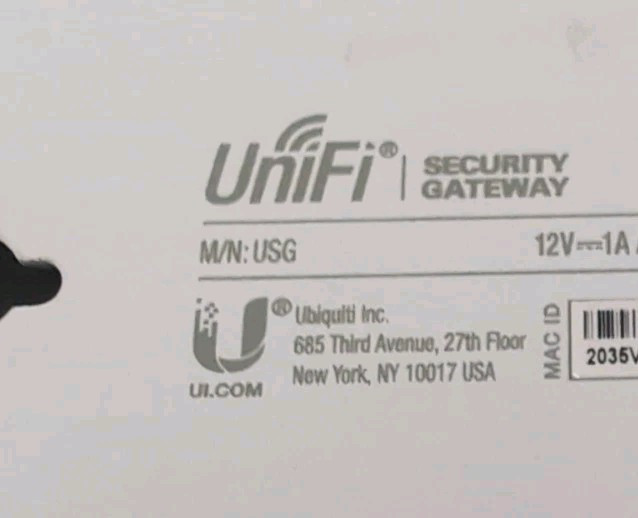 UniFi® | SECURITY GATEWAY
M/N: USG 12V⎓1A
® Ubiquiti Inc.
685 Third Avenue, 27th Floor
New York, NY 10017 USA
UI.COM
MAC ID
2035V